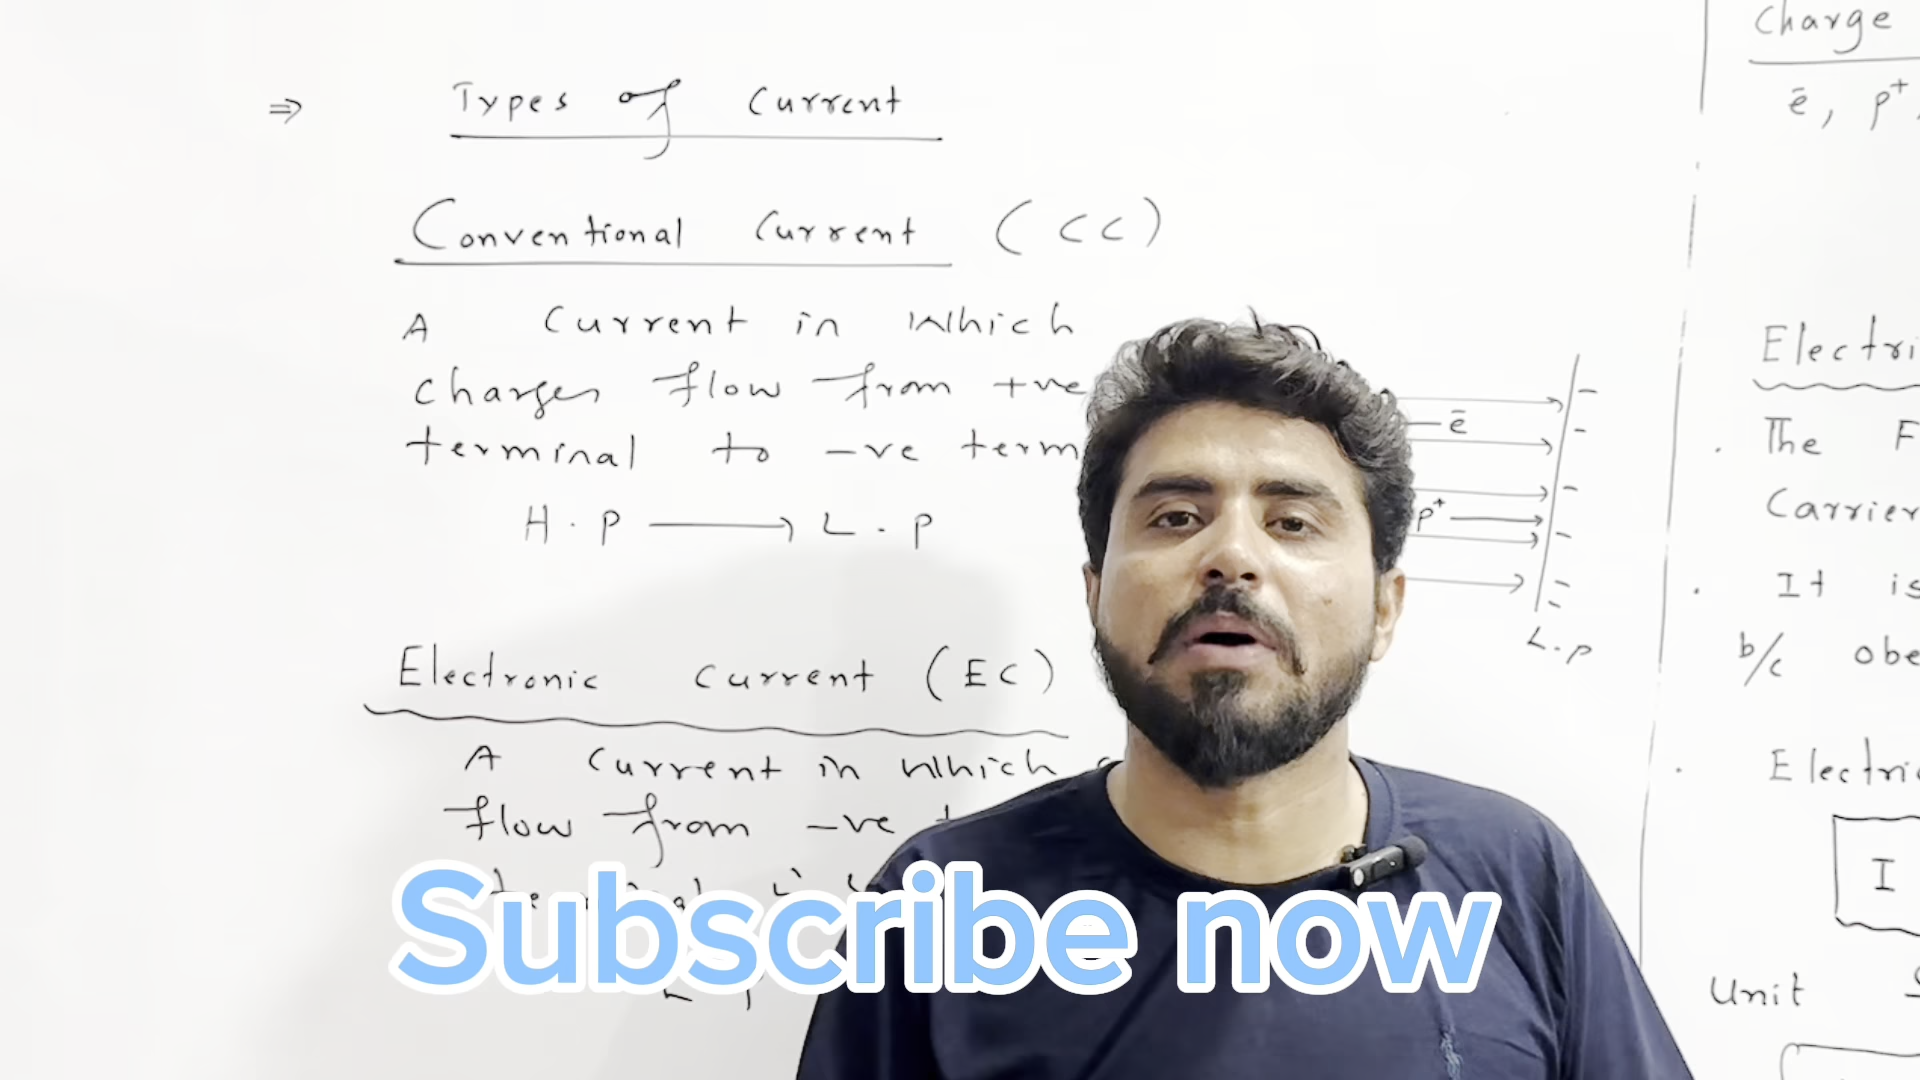 ⇒ Types of Current
Conventional Current (CC)
A Current in Which
charges flow from +ve
terminal to -ve term
H.P → L.P
Electronic Current (EC)
A Current in Which
flow from -ve
Subscribe now
ē
p⁺
L.P
Charge
ē, p⁺,
Electri
The F
Carrier
It is
b/c obe
Electric
I
Unit